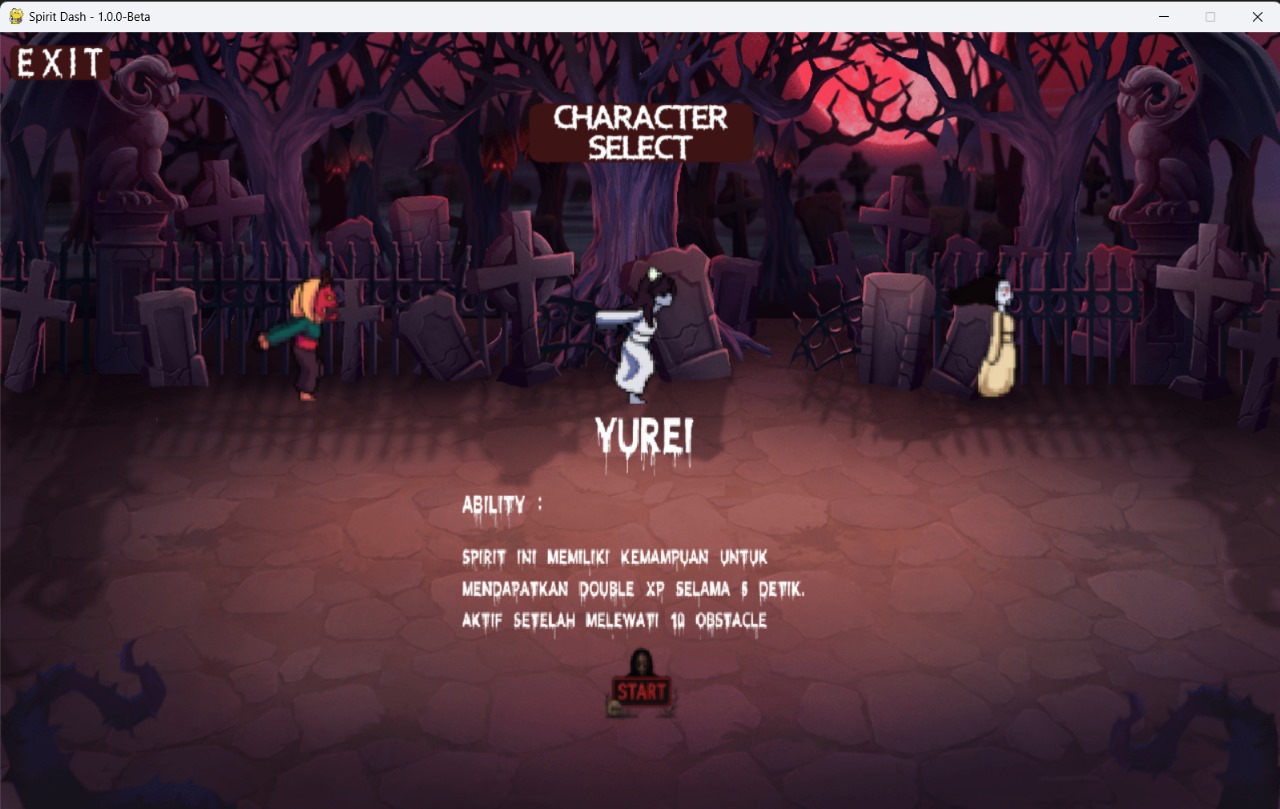 Spirit Dash - 1.0.0-Beta
EXIT
CHARACTER
SELECT
YUREI
ABILITY :
SPIRIT INI MEMILIKI KEMAMPUAN UNTUK
MENDAPATKAN DOUBLE XP SELAMA 5 DETIK.
AKTIF SETELAH MELEWATI 10 OBSTACLE
START